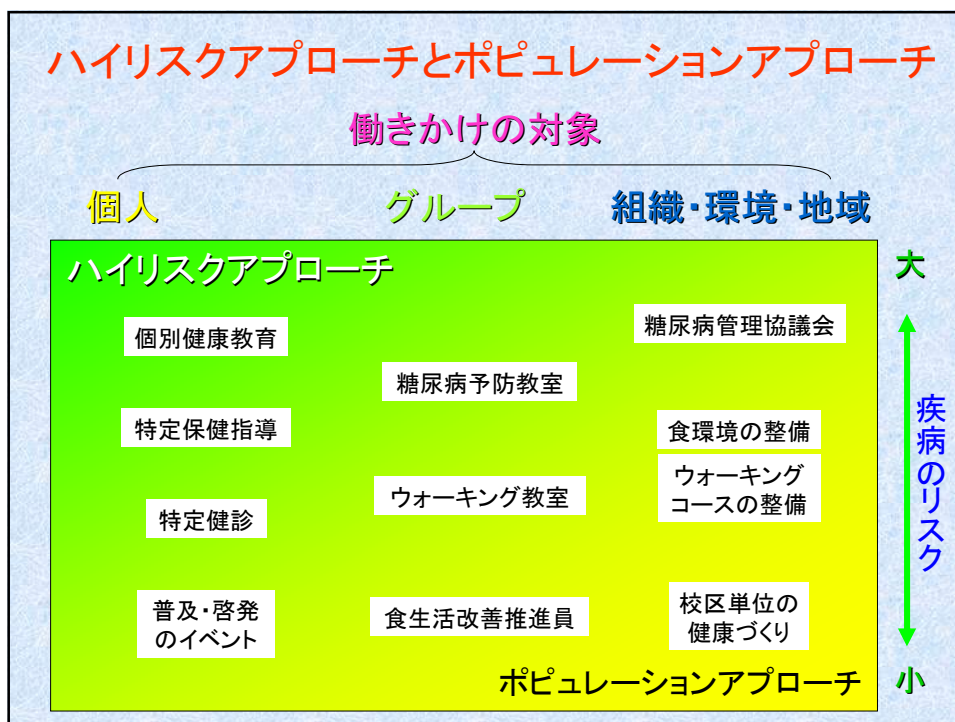 ハイリスクアプローチとポピュレーションアプローチ
働きかけの対象
個人
グループ
組織・環境・地域
ハイリスクアプローチ
大
個別健康教育
糖尿病管理協議会
糖尿病予防教室
特定保健指導
食環境の整備
ウォーキング教室
ウォーキング
コースの整備
特定健診
疾病のリスク
普及・啓発
のイベント
食生活改善推進員
校区単位の
健康づくり
ポピュレーションアプローチ
小